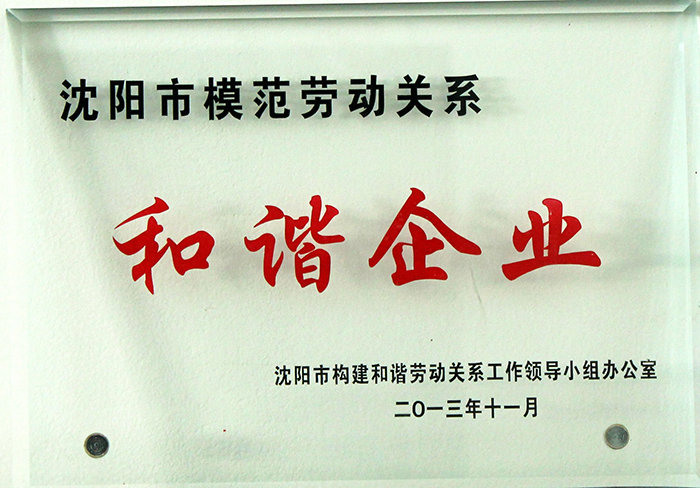 沈阳市模范劳动关系
和谐企业
沈阳市构建和谐劳动关系工作领导小组办公室
二〇一三年十一月